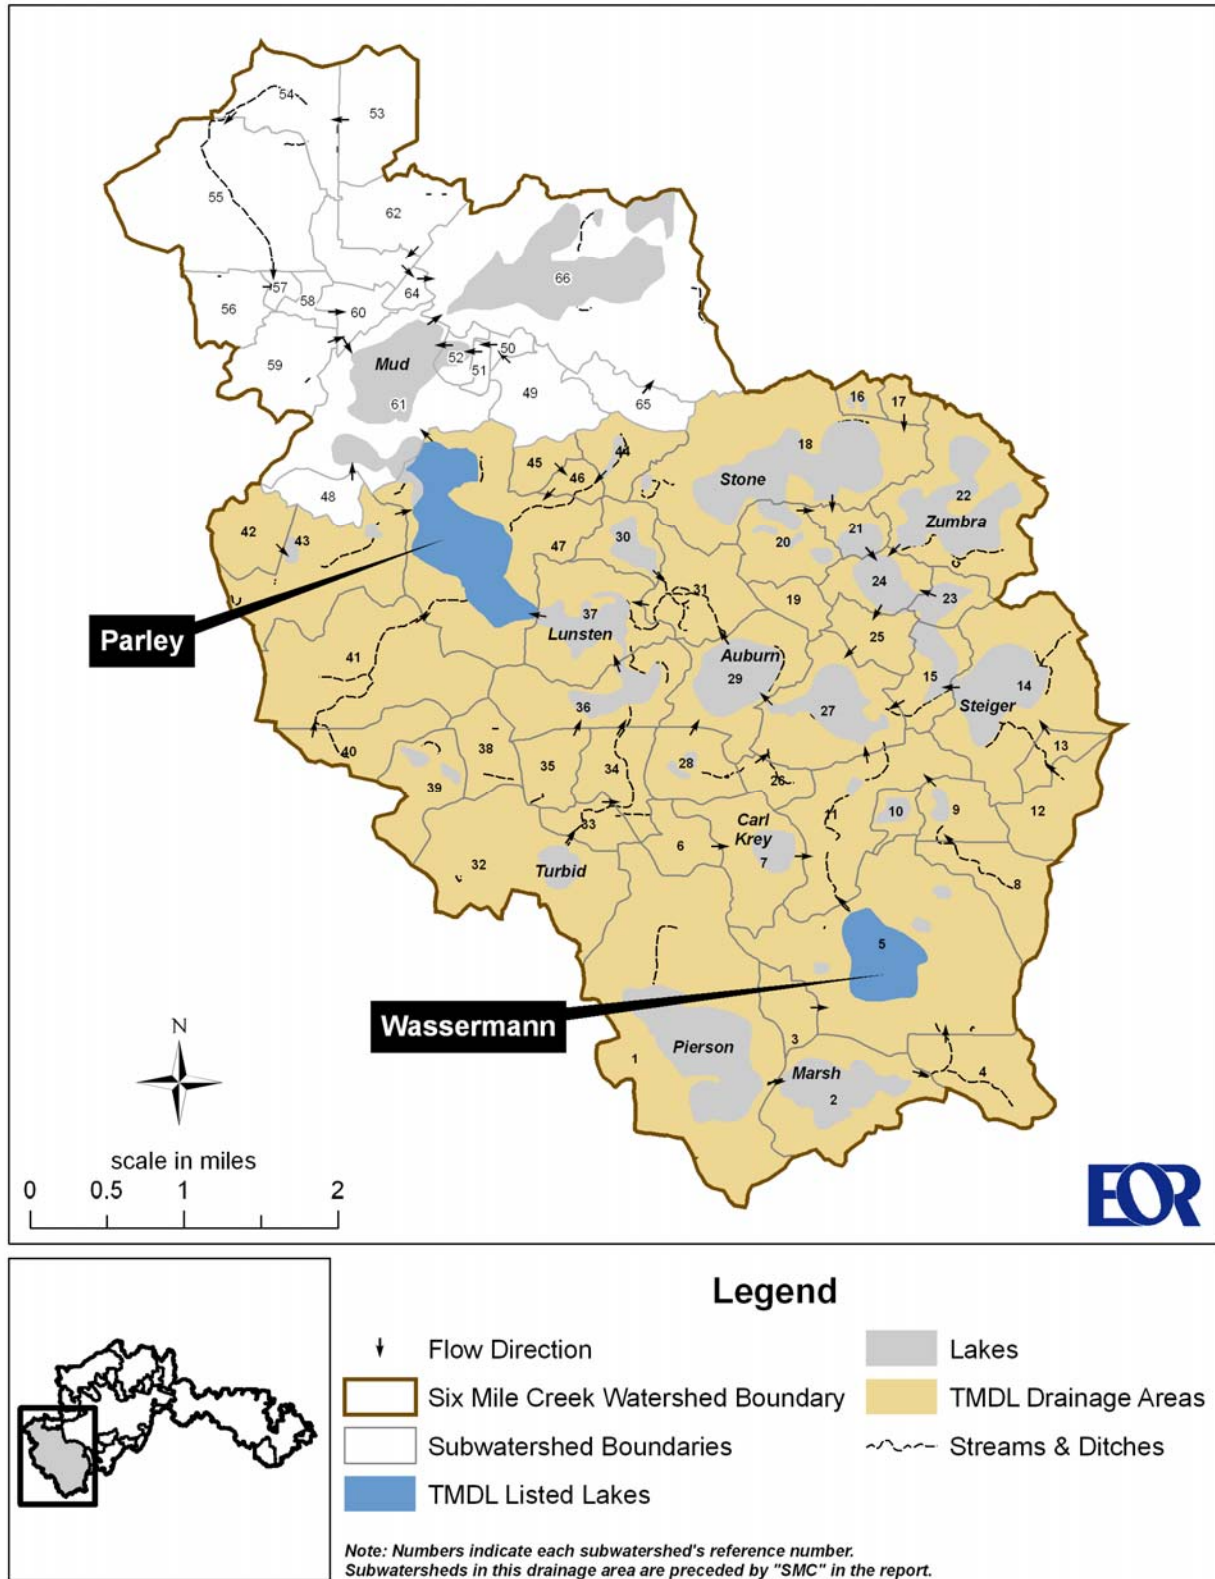 54
53
55
62
66
57
58
64
56
60
59
Mud
52
50
51
61
49
65
16
17
18
44
45
46
Stone
22
48
Zumbra
42
43
30
20
21
47
24
31
19
23
37
Lunsten
25
Parley
Auburn
41
29
15
14
36
27
Steiger
40
38
35
34
28
13
39
26
12
33
Carl
Krey
11
10
9
6
7
32
Turbid
8
5
Wassermann
N
1
Pierson
3
Marsh
4
2
scale in miles
0 0.5 1 2
EOR
Legend
Flow Direction
Lakes
Six Mile Creek Watershed Boundary
TMDL Drainage Areas
Subwatershed Boundaries
Streams & Ditches
TMDL Listed Lakes
Note: Numbers indicate each subwatershed's reference number.
Subwatersheds in this drainage area are preceded by "SMC" in the report.